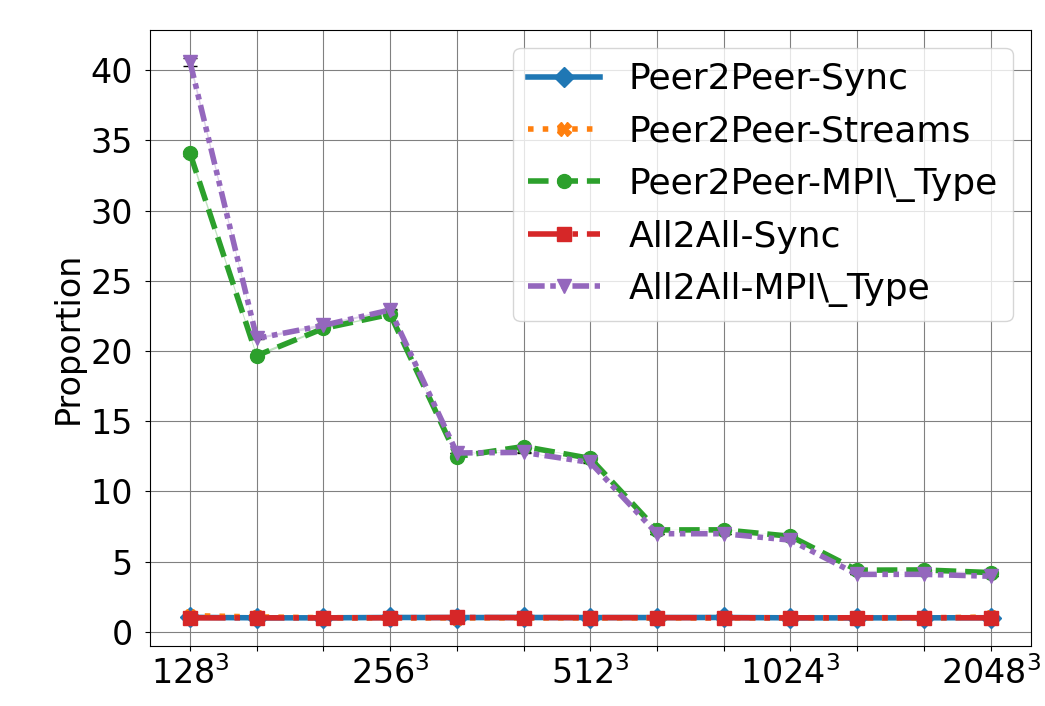 Proportion
40
35
30
25
20
15
10
5
0
128³
256³
512³
1024³
2048³
Peer2Peer-Sync
Peer2Peer-Streams
Peer2Peer-MPI\_Type
All2All-Sync
All2All-MPI\_Type